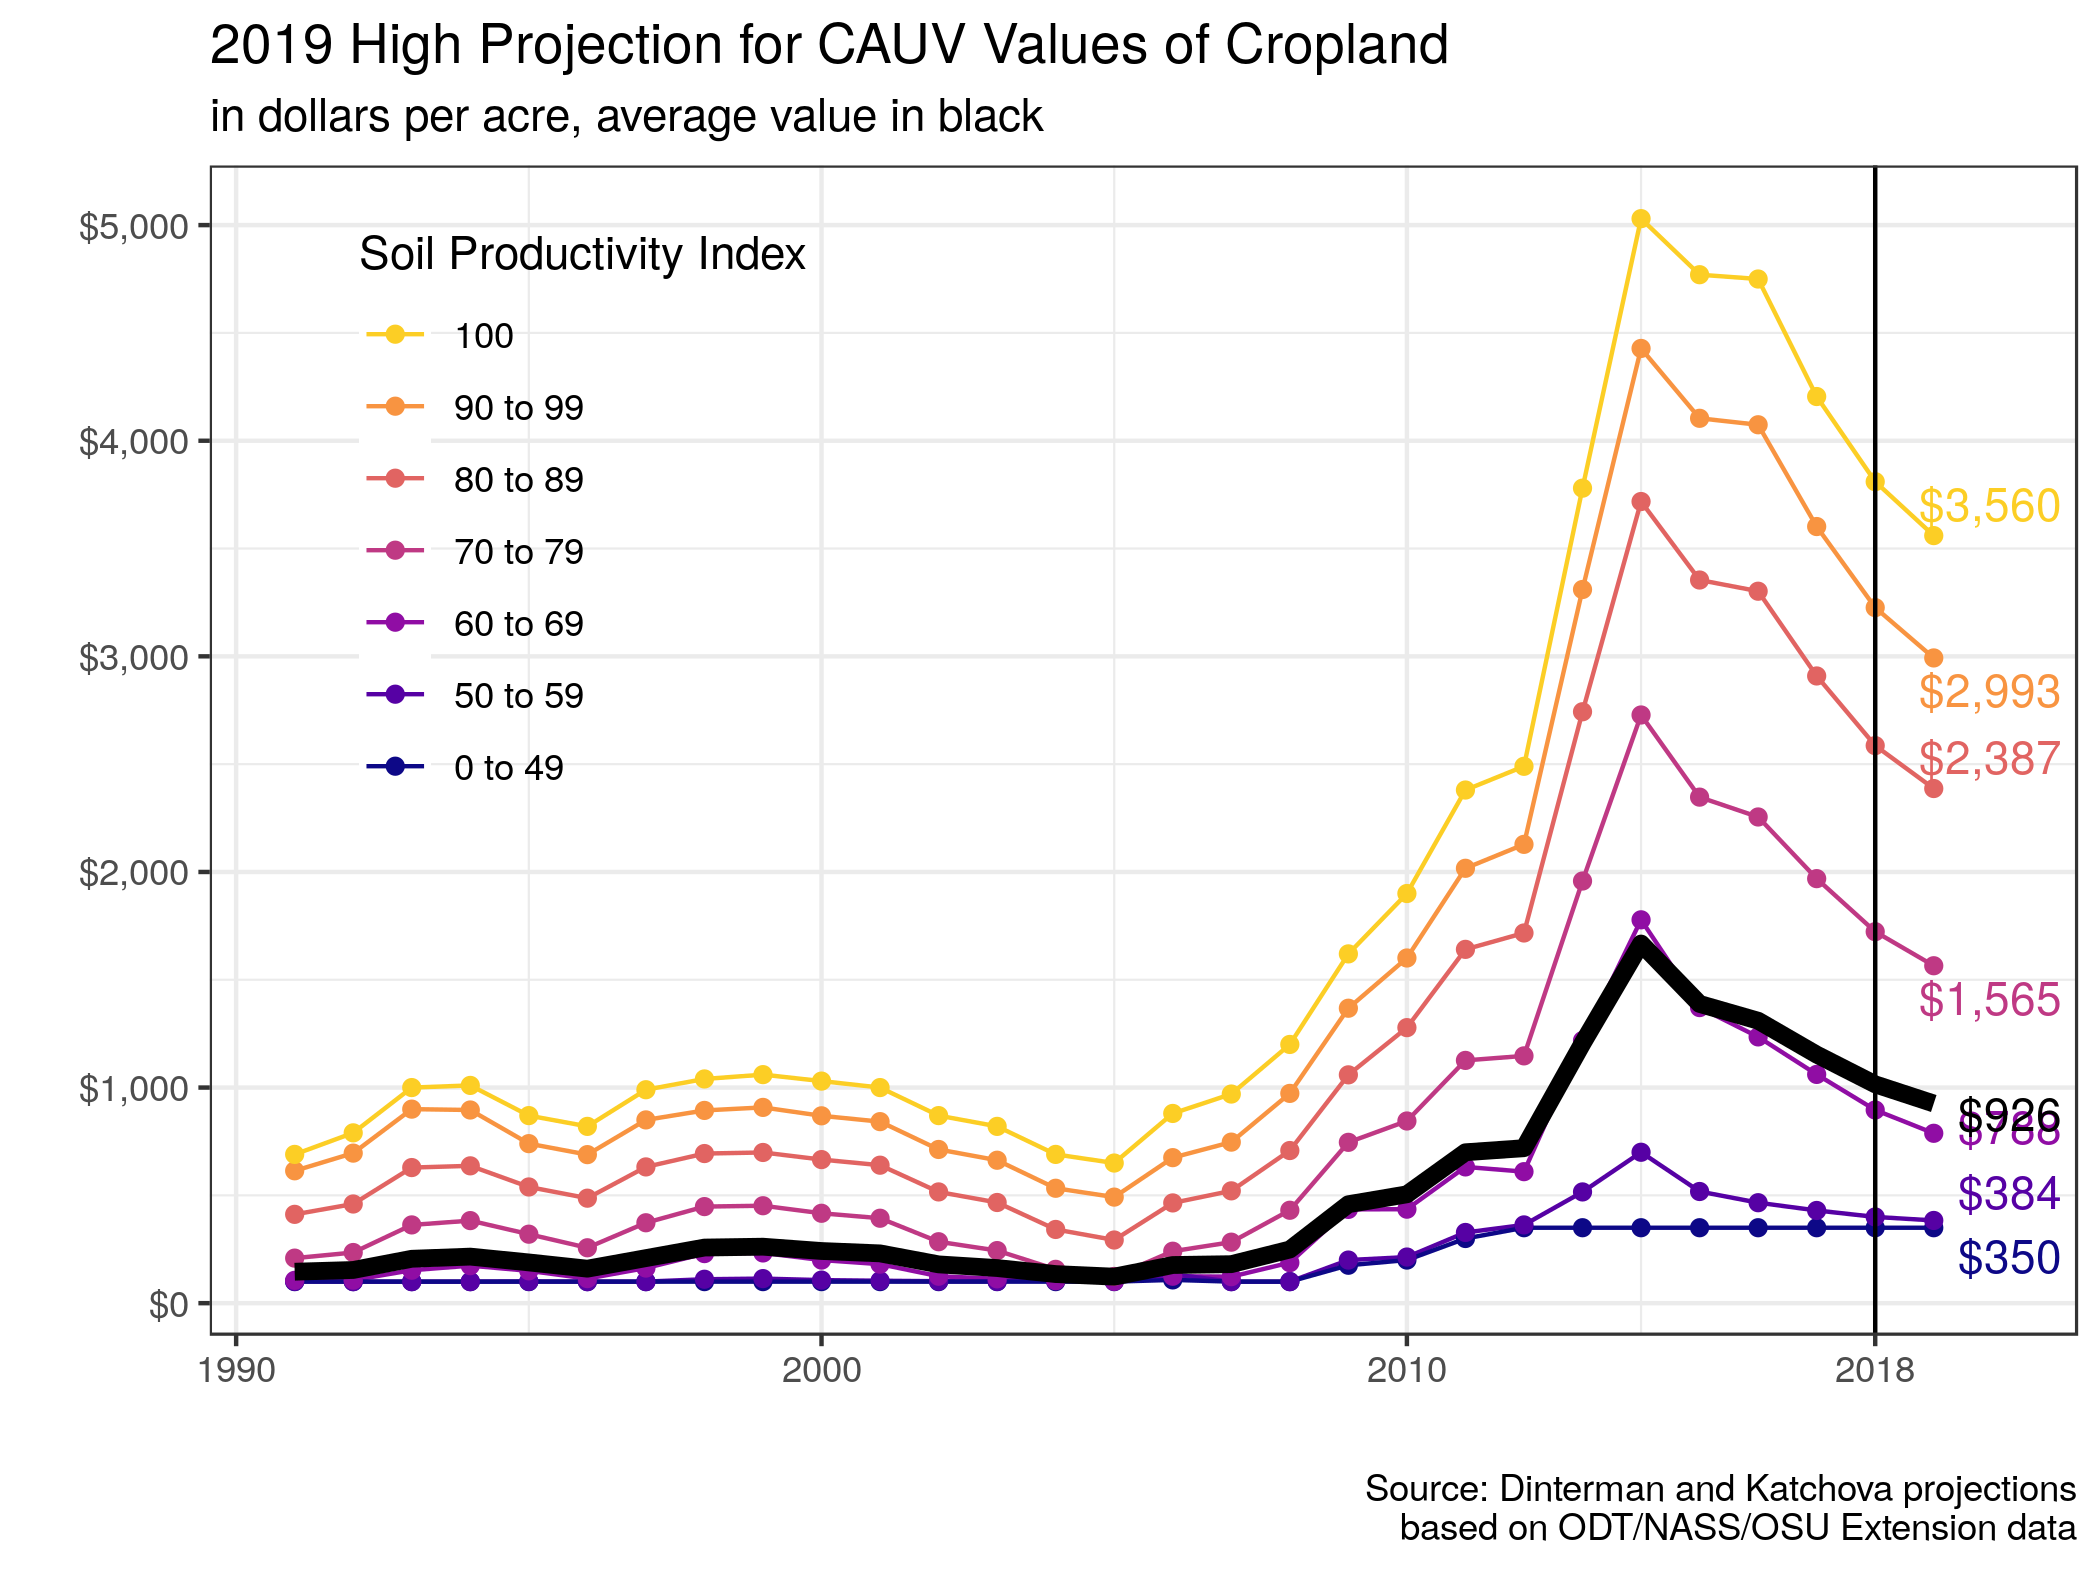 2019 High Projection for CAUV Values of Cropland
in dollars per acre, average value in black
$5,000
$4,000
$3,000
$2,000
$1,000
$0
Soil Productivity Index
100
90 to 99
80 to 89
70 to 79
60 to 69
50 to 59
0 to 49
$3,560
$2,993
$2,387
$1,565
$926
$788
$384
$350
1990
2000
2010
2018
Source: Dinterman and Katchova projections
based on ODT/NASS/OSU Extension data